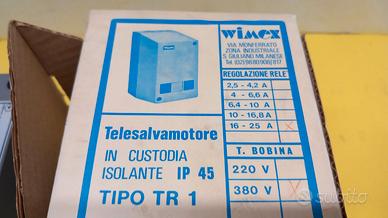 Wimex
VIA MONFERRATO
ZONA INDUSTRIALE
S. GIULIANO MILANESE
REGOLAZIONE RELE'
2,5 - 4,2 A
4 - 6,6 A
6,4 - 10 A
10 - 16,8 A
16 - 25 A X
Telesalvamotore
IN CUSTODIA
ISOLANTE IP 45
TIPO TR 1
T. BOBINA
220 V
380 V X
subito